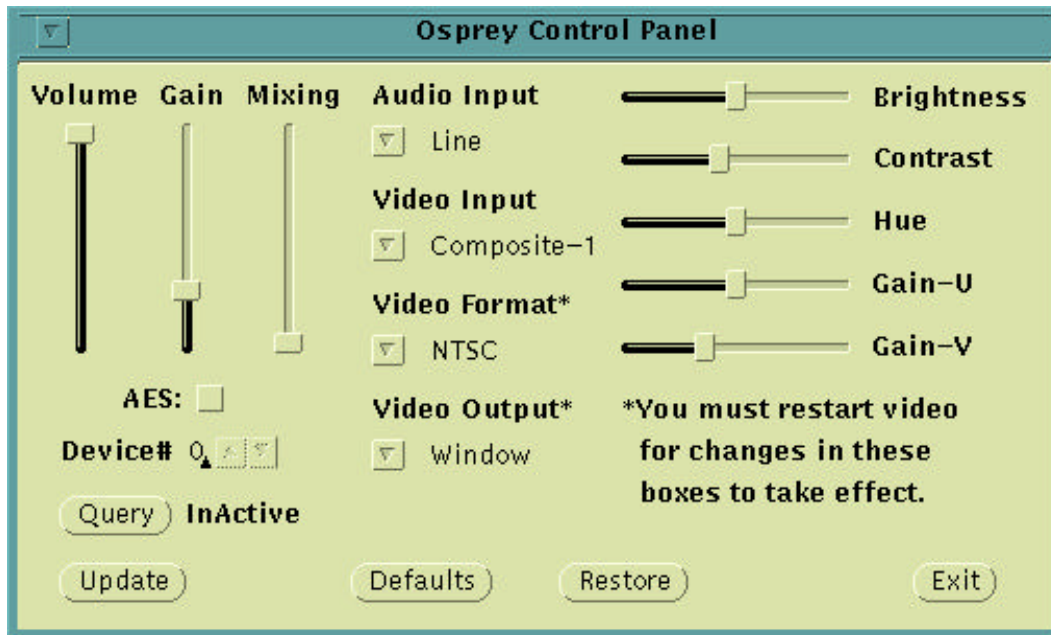 Osprey Control Panel
Volume Gain Mixing
AES:
Device# 0
Query InActive
Audio Input
Line
Video Input
Composite-1
Video Format*
NTSC
Video Output*
Window
Brightness
Contrast
Hue
Gain-U
Gain-V
*You must restart video
for changes in these
boxes to take effect.
Update Defaults Restore Exit